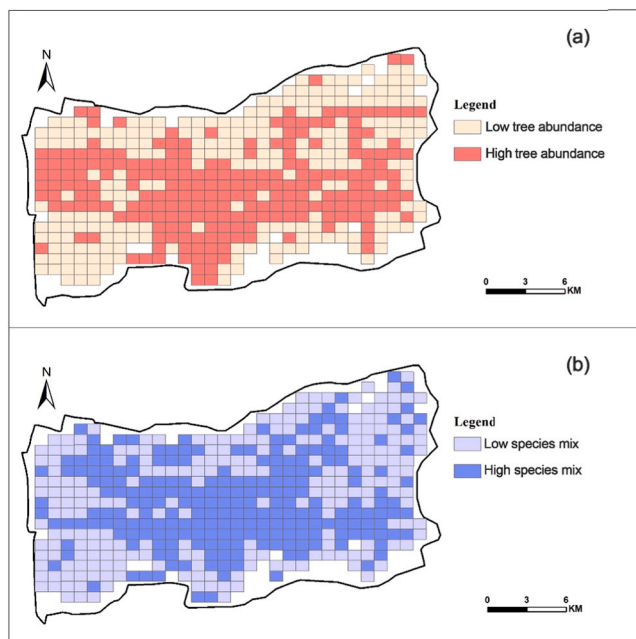 (a)
N
Legend
Low tree abundance
High tree abundance
0 3 6
KM
(b)
N
Legend
Low species mix
High species mix
0 3 6
KM